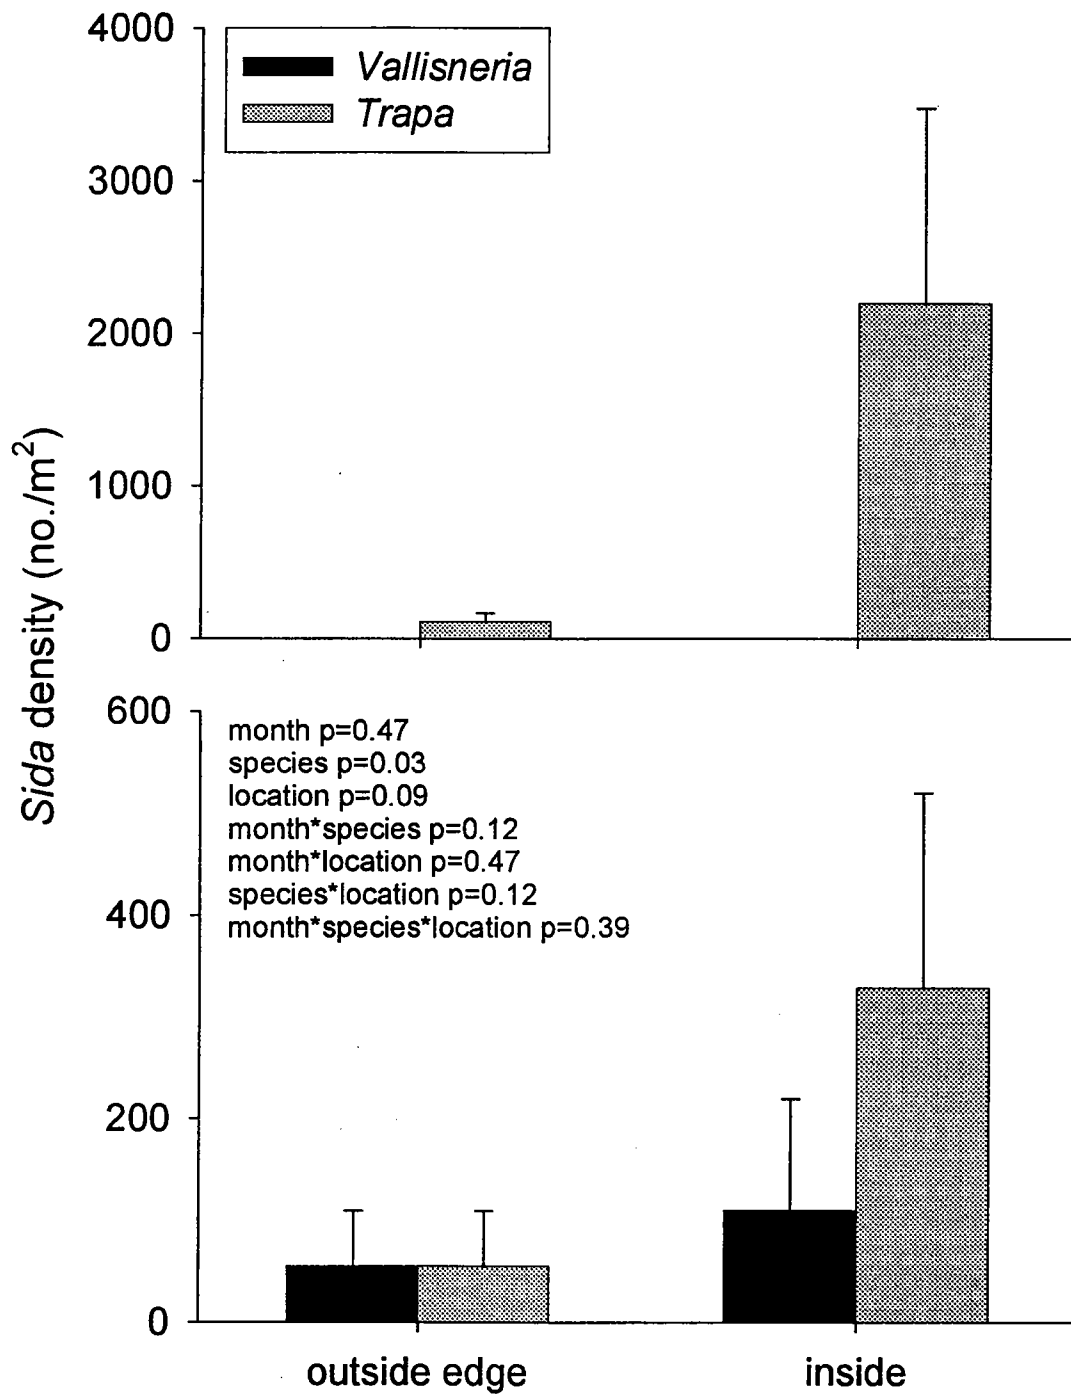 4000
3000
2000
1000
0
Vallisneria
Trapa
Sida density (no./m²)
600
400
200
0
month p=0.47
species p=0.03
location p=0.09
month*species p=0.12
month*location p=0.47
species*location p=0.12
month*species*location p=0.39
outside edge
inside